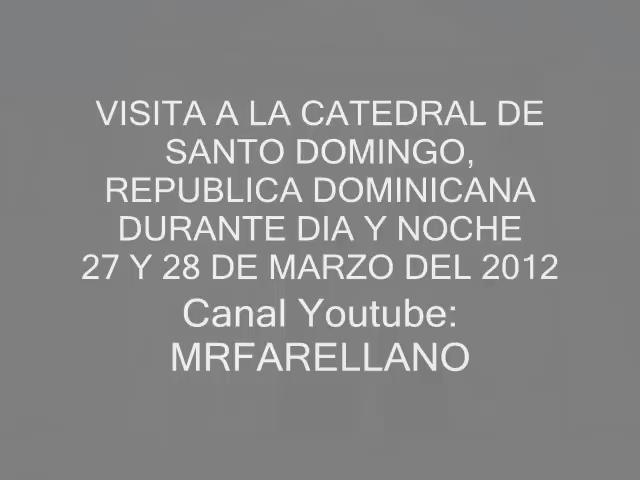 VISITA A LA CATEDRAL DE
SANTO DOMINGO,
REPUBLICA DOMINICANA
DURANTE DIA Y NOCHE
27 Y 28 DE MARZO DEL 2012
Canal Youtube:
MRFARELLANO